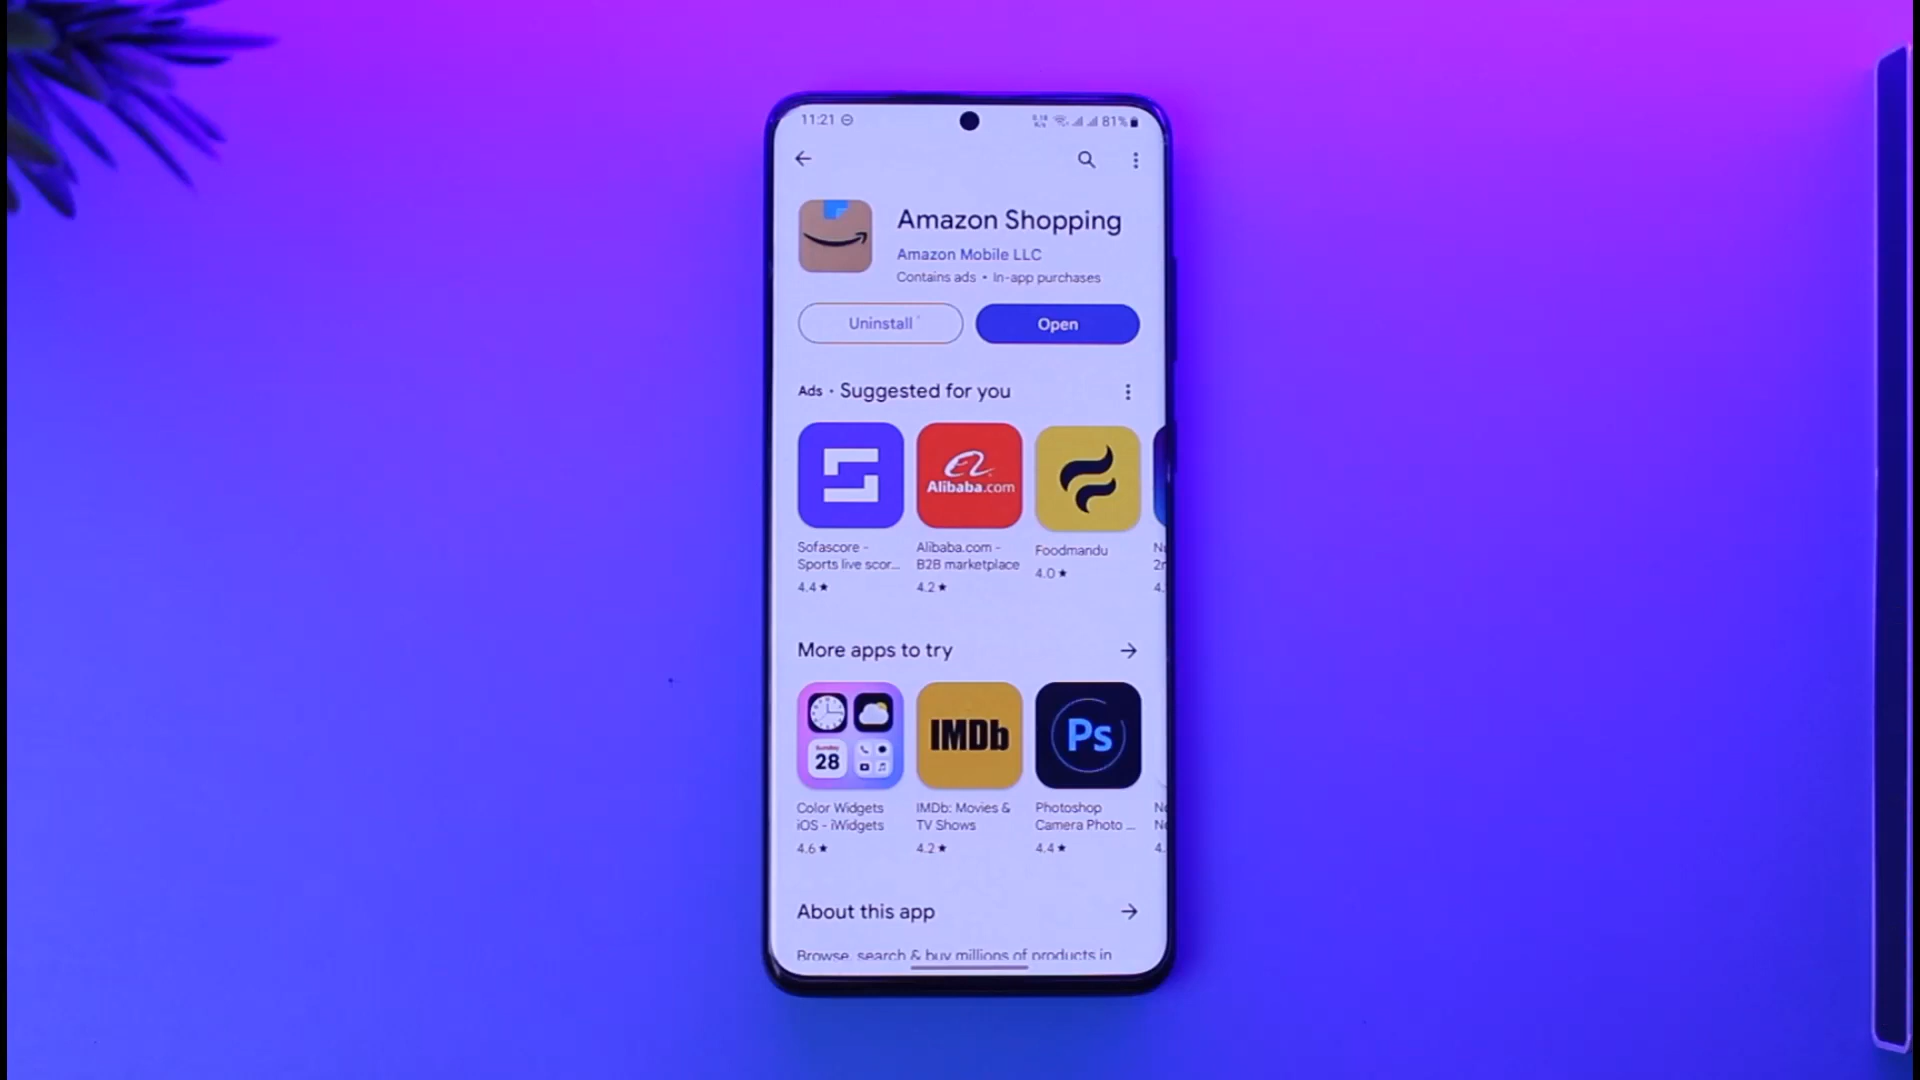 11:21
81%
Amazon Shopping
Amazon Mobile LLC
Contains ads • In-app purchases
Uninstall
Open
Ads • Suggested for you
Alibaba.com
Sofascore -
Sports live scor...
4.4★
Alibaba.com -
B2B marketplace
4.2★
Foodmandu
4.0★
4.
More apps to try
Sunday
28
IMDb
Ps
Color Widgets
iOS - iWidgets
4.6★
IMDb: Movies &
TV Shows
4.2★
Photoshop
Camera Photo ...
4.4★
4.
About this app
Browse, search & buy millions of products in